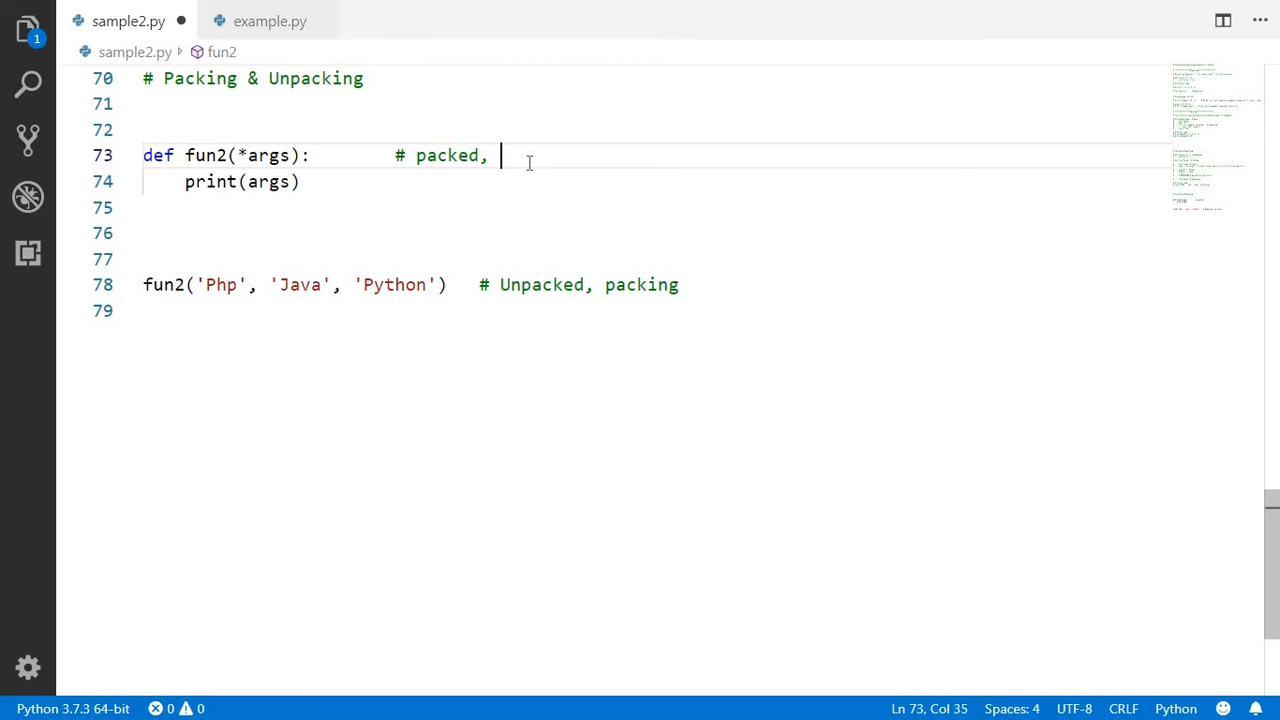 sample2.py ● example.py
sample2.py fun2
1
70 # Packing & Unpacking
71
72
73 def fun2(*args): # packed,
74 print(args)
75
76
77
78 fun2('Php', 'Java', 'Python') # Unpacked, packing
79
Python 3.7.3 64-bit 0 0 Ln 73, Col 35 Spaces: 4 UTF-8 CRLF Python